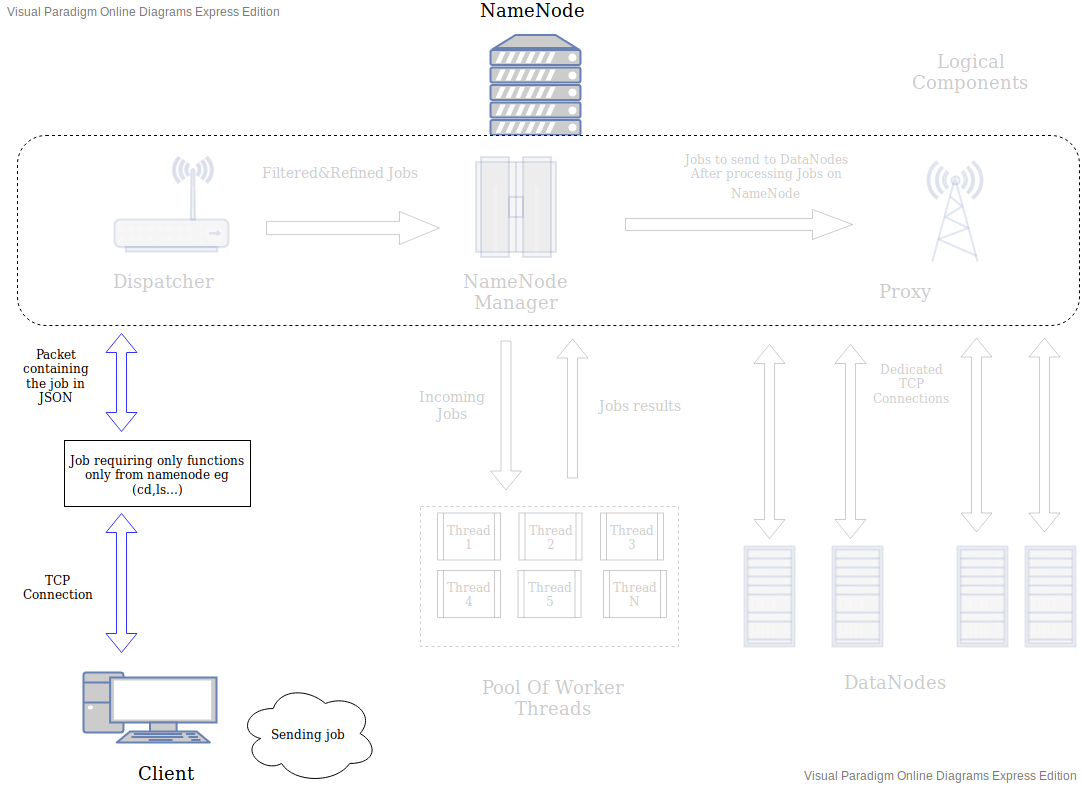 Visual Paradigm Online Diagrams Express Edition
NameNode
Logical
Components
Filtered&Refined Jobs
Jobs to send to DataNodes
After processing Jobs on
NameNode
Dispatcher
NameNode
Manager
Proxy
Packet
containing
the job in
JSON
Incoming
Jobs
Jobs results
Dedicated
TCP
Connections
Job requiring only functions
only from namenode eg
(cd,ls...)
Thread
1
Thread
2
Thread
3
Thread
4
Thread
5
Thread
N
TCP
Connection
Pool Of Worker
Threads
DataNodes
Sending job
Client
Visual Paradigm Online Diagrams Express Edition